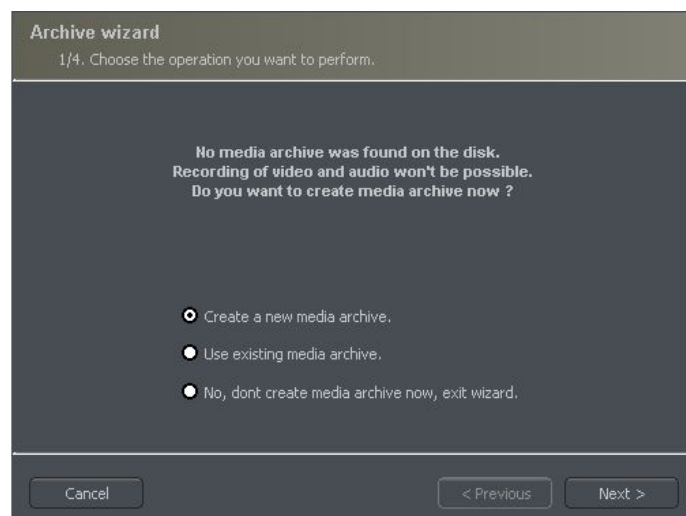 Archive wizard
1/4. Choose the operation you want to perform.
No media archive was found on the disk.
Recording of video and audio won't be possible.
Do you want to create media archive now ?
Create a new media archive.
Use existing media archive.
No, dont create media archive now, exit wizard.
Cancel
< Previous
Next >